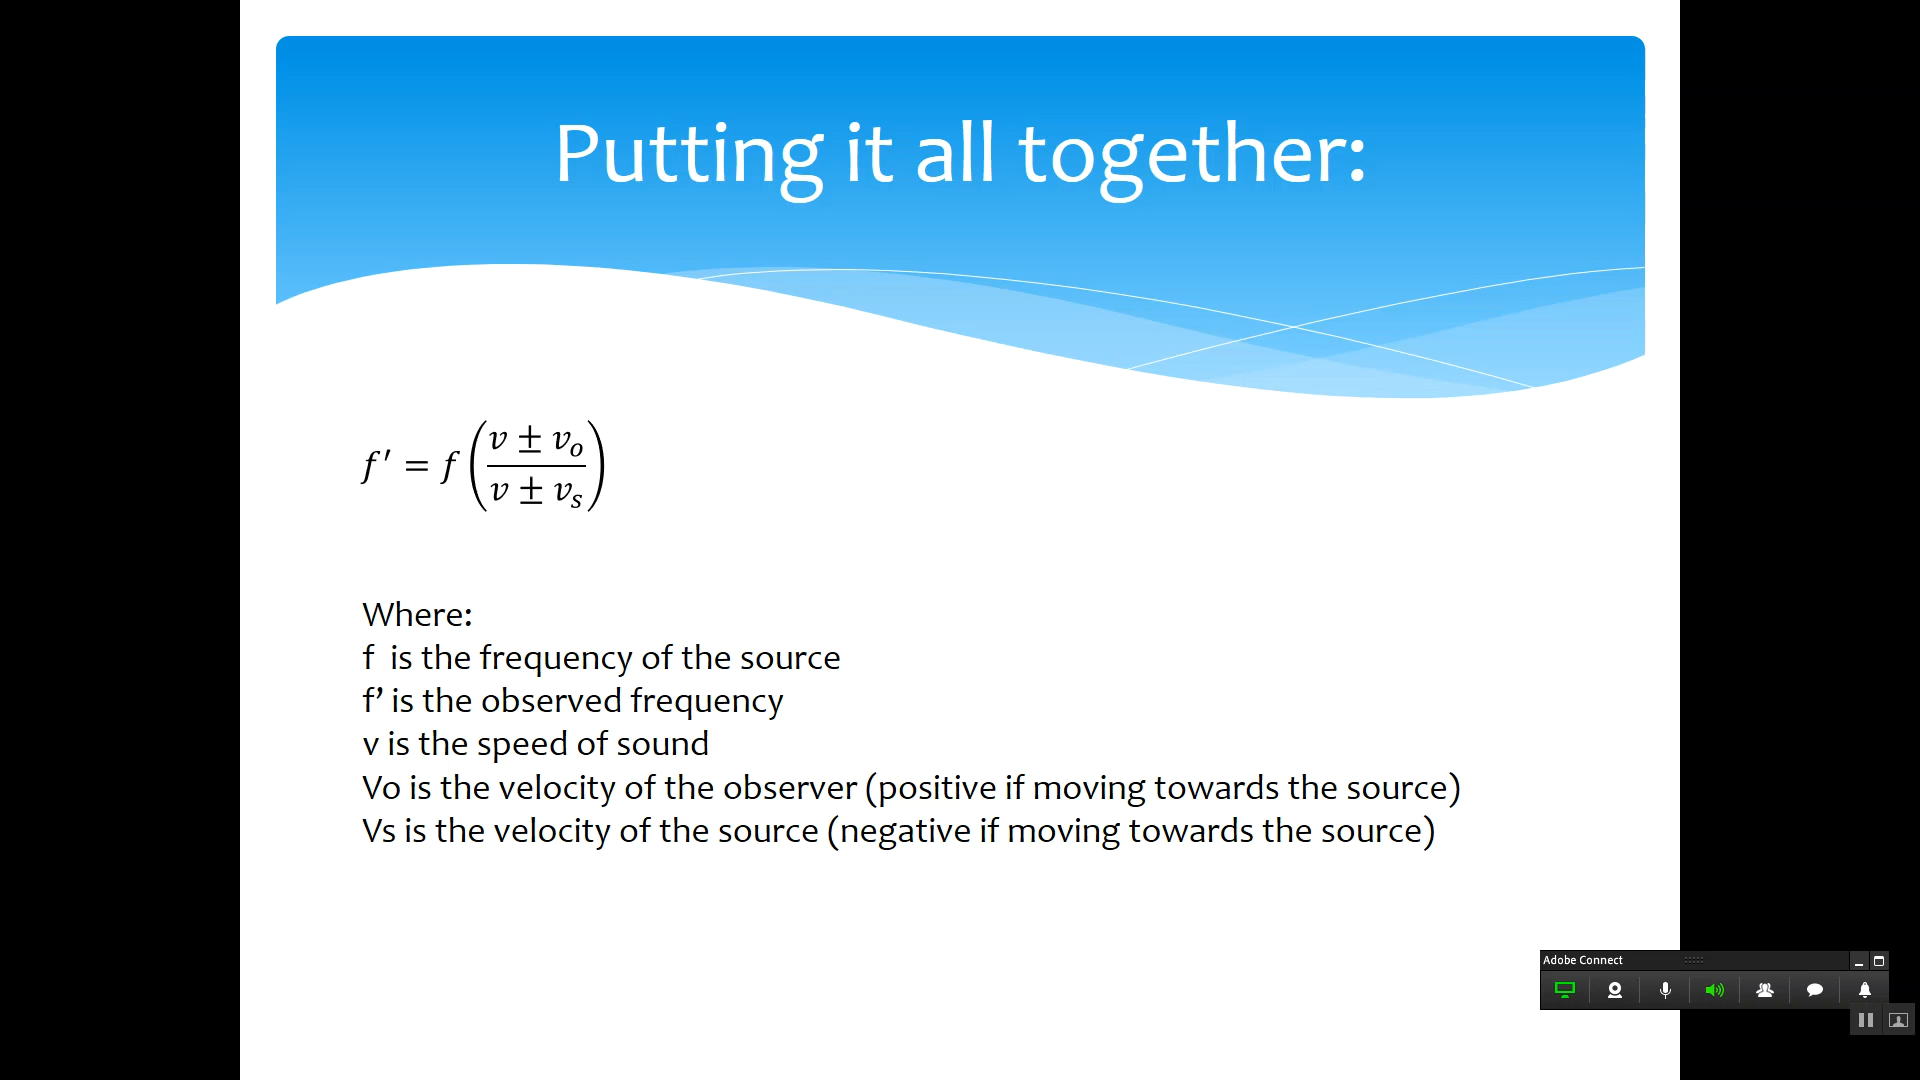 Putting it all together:
f′ = f (v ± vₒ / v ± vₛ)
Where:
f  is the frequency of the source
f’ is the observed frequency
v is the speed of sound
Vo is the velocity of the observer (positive if moving towards the source)
Vs is the velocity of the source (negative if moving towards the source)
Adobe Connect